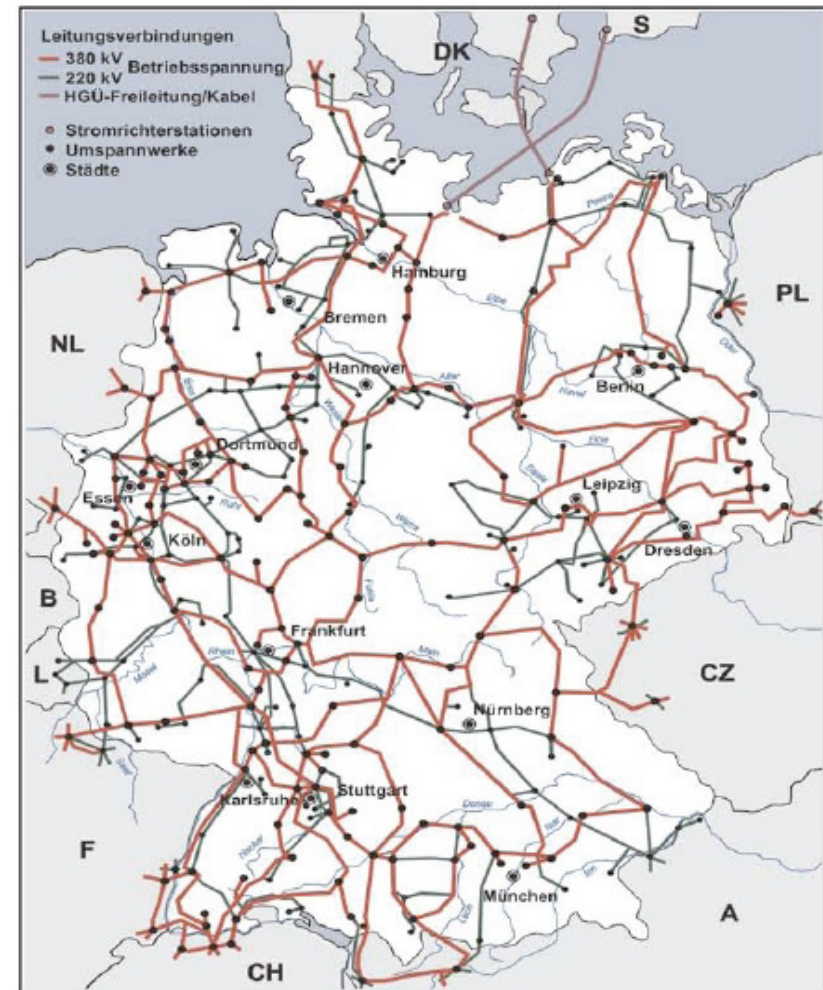 Leitungsverbindungen
380 kV
Betriebsspannung
220 kV
HGÜ-Freileitung/Kabel
Stromrichterstationen
Umspannwerke
Städte
DK
S
Peene
Hamburg
Elbe
PL
Bremen
Oder
NL
Hannover
Aller
Havel
Berlin
Ems
Weser
Dortmund
Elbe
Saale
Essen
Leipzig
Ruhr
Köln
Werra
Dresden
B
Fulda
Frankfurt
L
Rhein
Main
Mosel
CZ
Nürnberg
Saar
Karlsruhe
Stuttgart
Donau
Isar
F
Neckar
Inn
München
Lech
A
CH